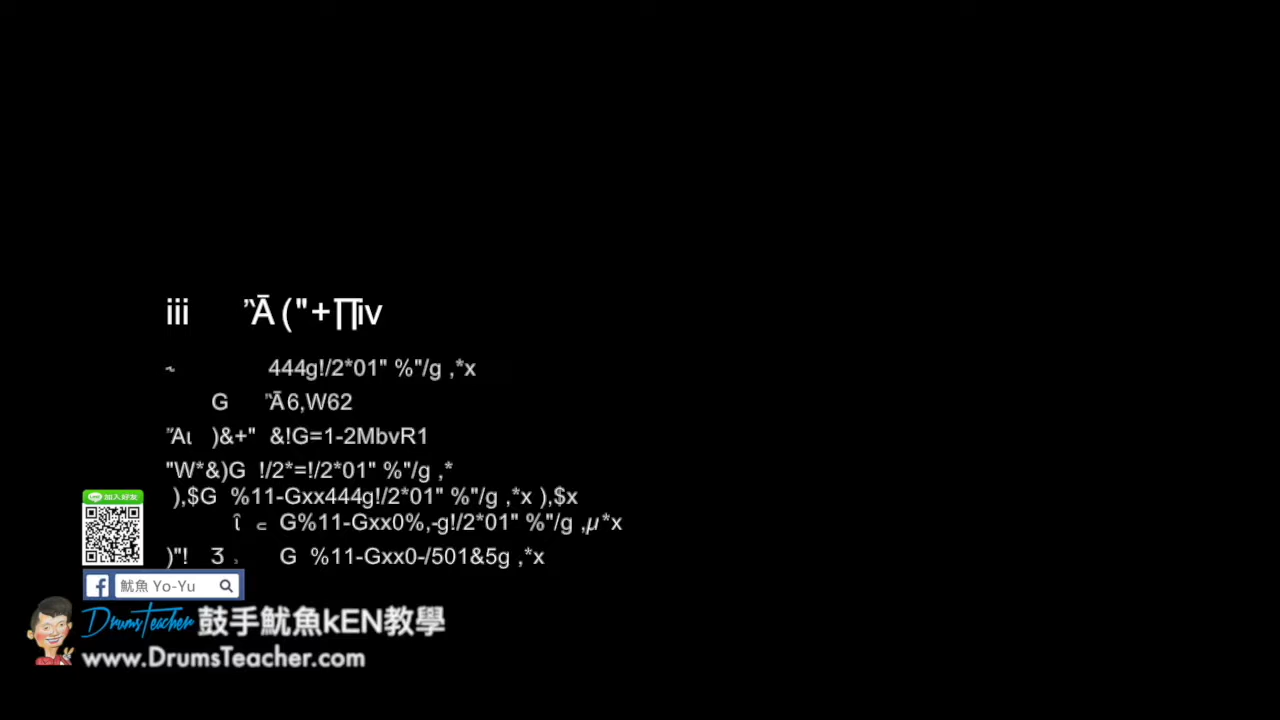 iii ”Ā ("+∏iv
~ 444g!/2*01" %"/g ,*x
G ”Ā6,W62
”Aι )&+" &!G=1-2MbvR1
"W*&)G !/2*=!/2*01" %"/g ,*
),$G %11-Gxx444g!/2*01" %"/g ,*x ),$x
G%11-Gxx0%,-g!/2*01" %"/g ,µ*x
)"! 3 G %11-Gxx0-/501&5g ,*x
加入好友
魷魚 Yo-Yu
DrumsTeacher 鼓手魷魚kEN教學
www.DrumsTeacher.com